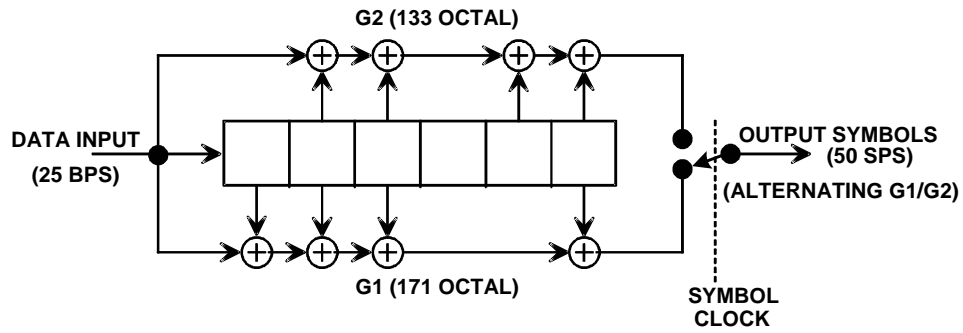 G2 (133 OCTAL)
DATA INPUT
(25 BPS)
OUTPUT SYMBOLS
(50 SPS)
(ALTERNATING G1/G2)
G1 (171 OCTAL)
SYMBOL
CLOCK